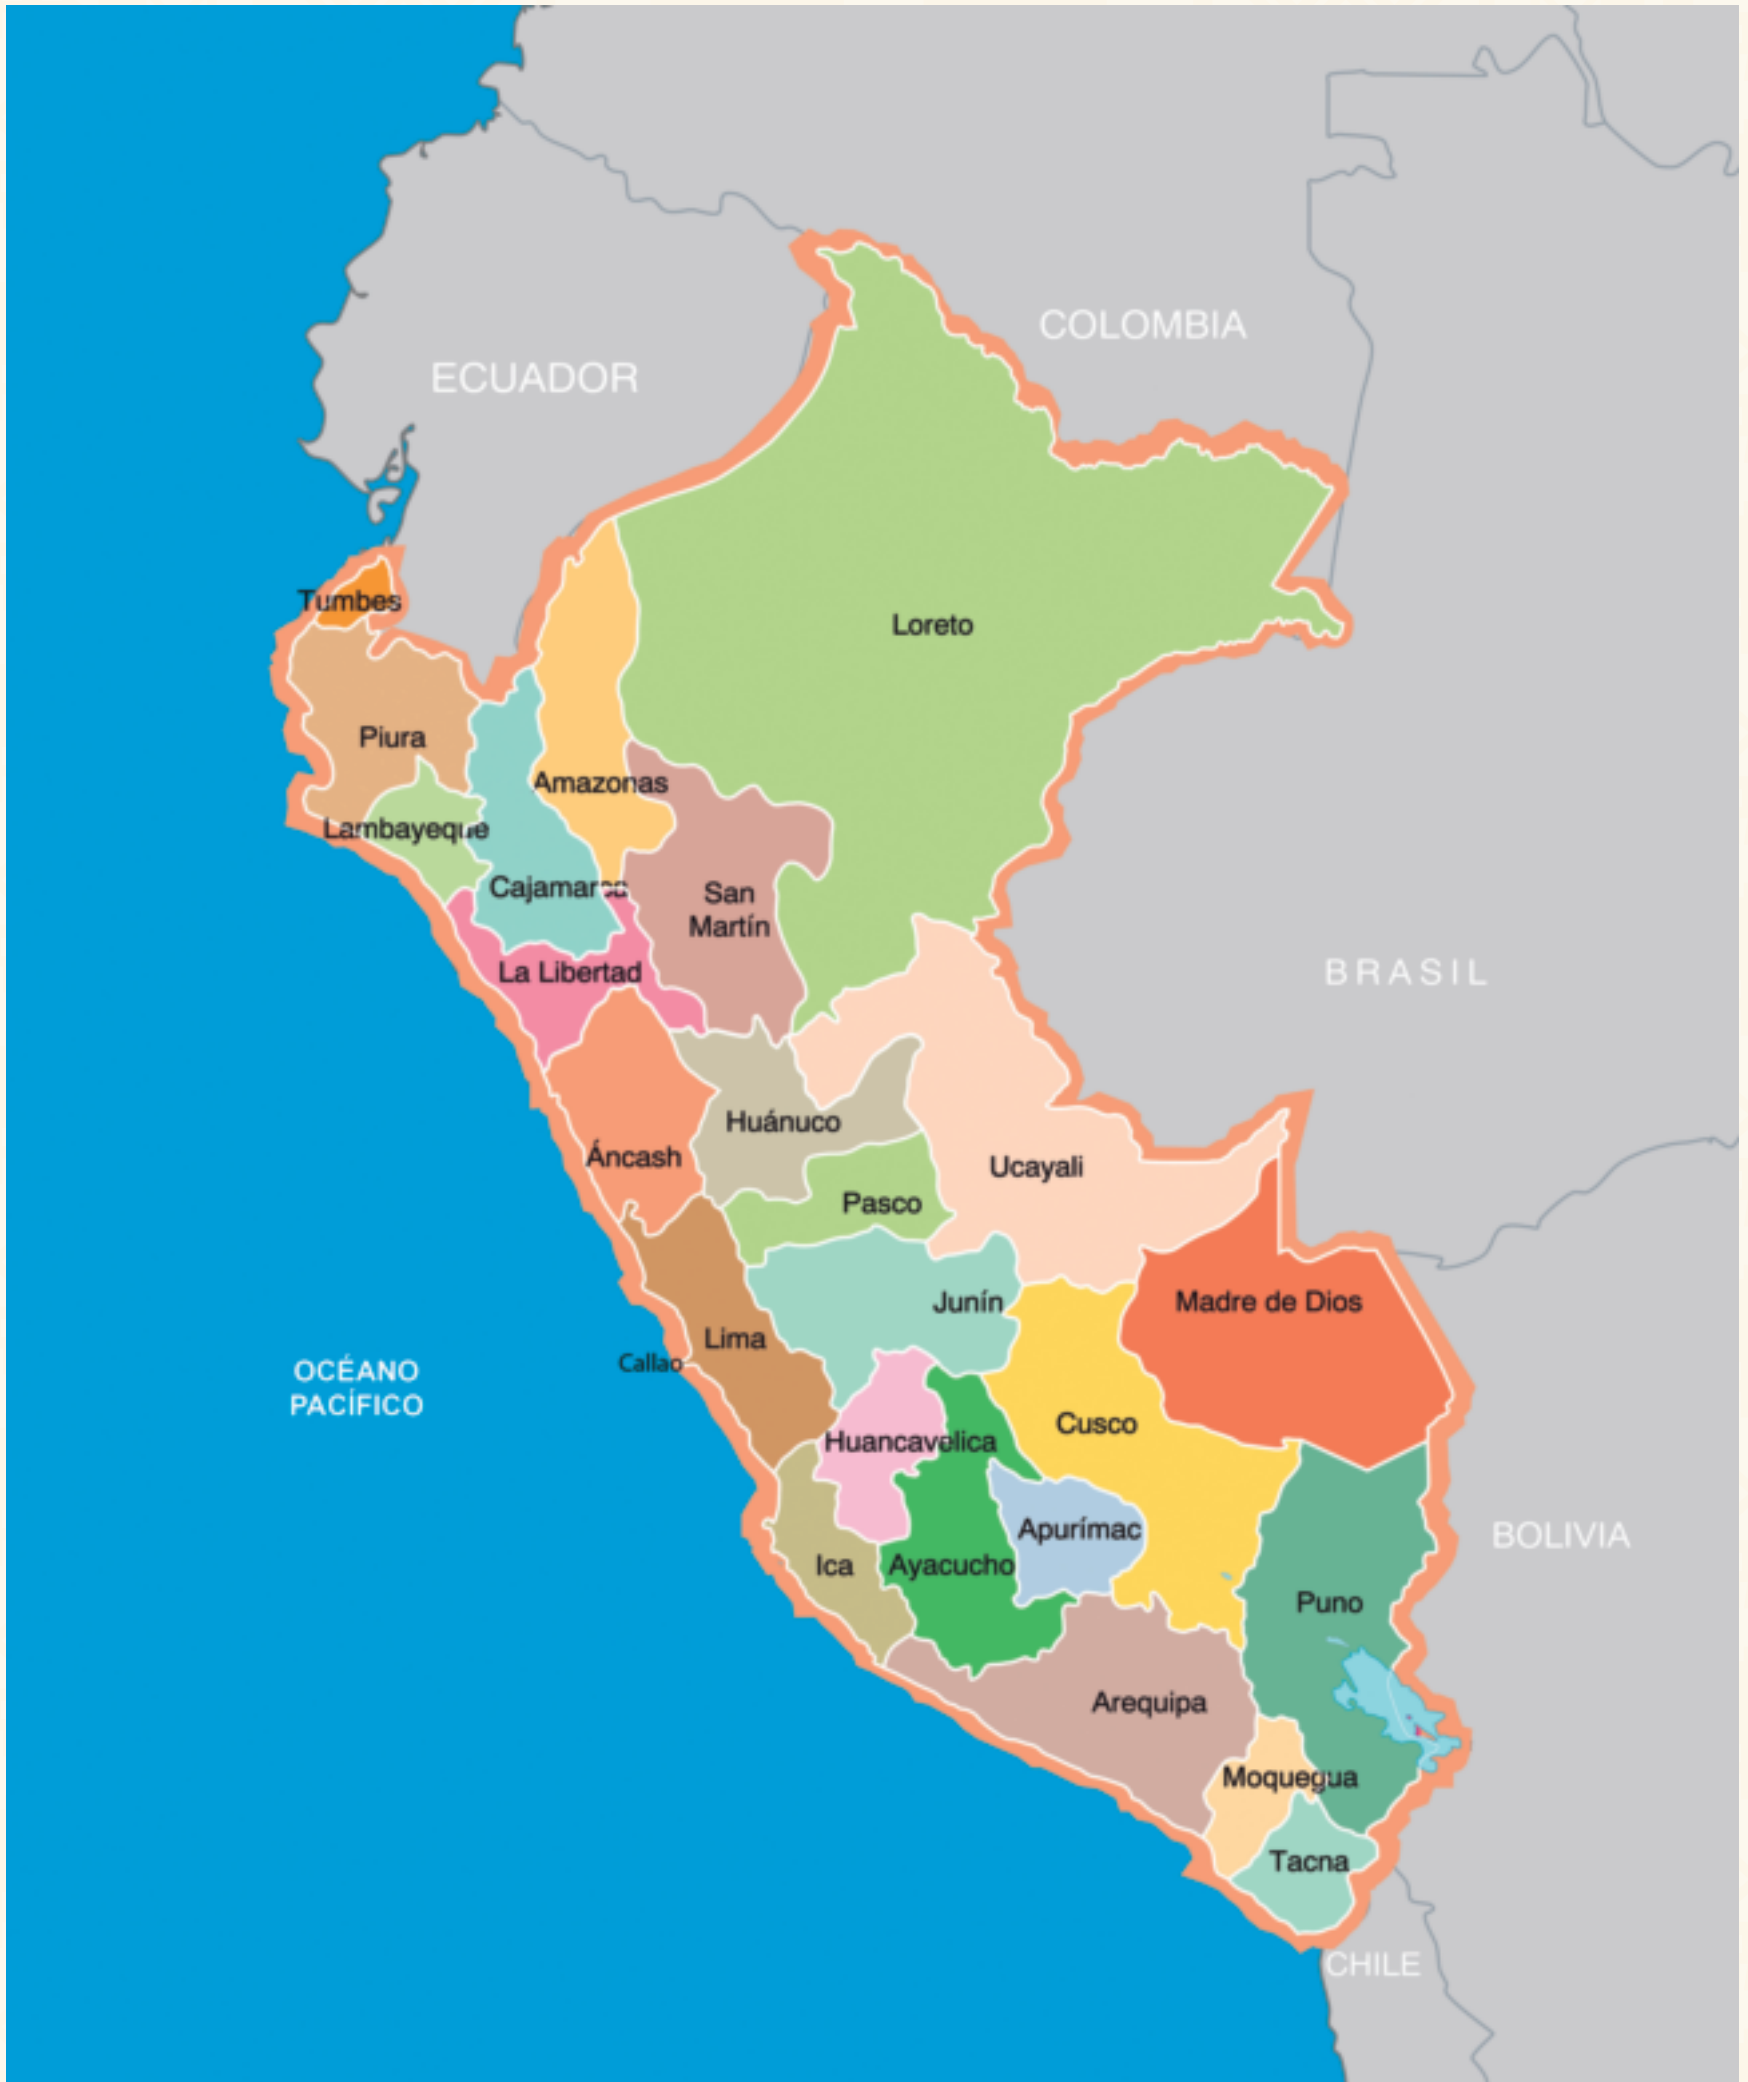 COLOMBIA
ECUADOR
Tumbes
Loreto
Piura
Amazonas
Lambayeque
Cajamarca
San
Martín
La Libertad
BRASIL
Huánuco
Áncash
Ucayali
Pasco
Junín
Madre de Dios
Lima
Callao
OCÉANO
PACÍFICO
Cusco
Huancavelica
Apurímac
BOLIVIA
Ica
Ayacucho
Puno
Arequipa
Moquegua
Tacna
CHILE